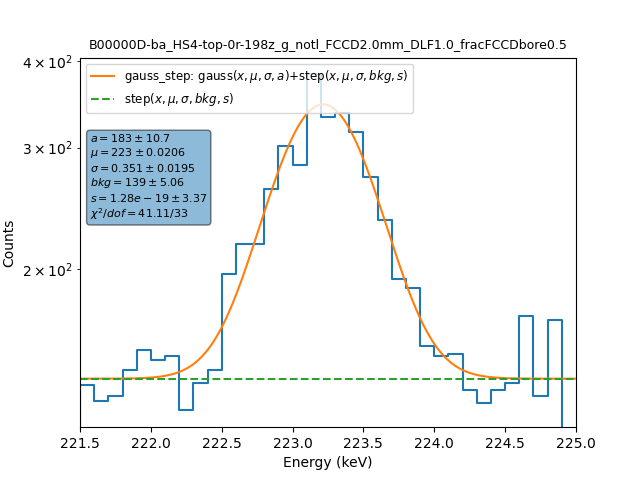 B00000D-ba_HS4-top-0r-198z_g_notl_FCCD2.0mm_DLF1.0_fracFCCDbore0.5
gauss_step: gauss(x, μ, σ, a)+step(x, μ, σ, bkg, s)
step(x, μ, σ, bkg, s)
a = 183 ± 10.7
μ = 223 ± 0.0206
σ = 0.351 ± 0.0195
bkg = 139 ± 5.06
s = 1.28e − 19 ± 3.37
χ²/dof = 41.11/33
4 × 10²
3 × 10²
2 × 10²
Counts
221.5 222.0 222.5 223.0 223.5 224.0 224.5 225.0
Energy (keV)